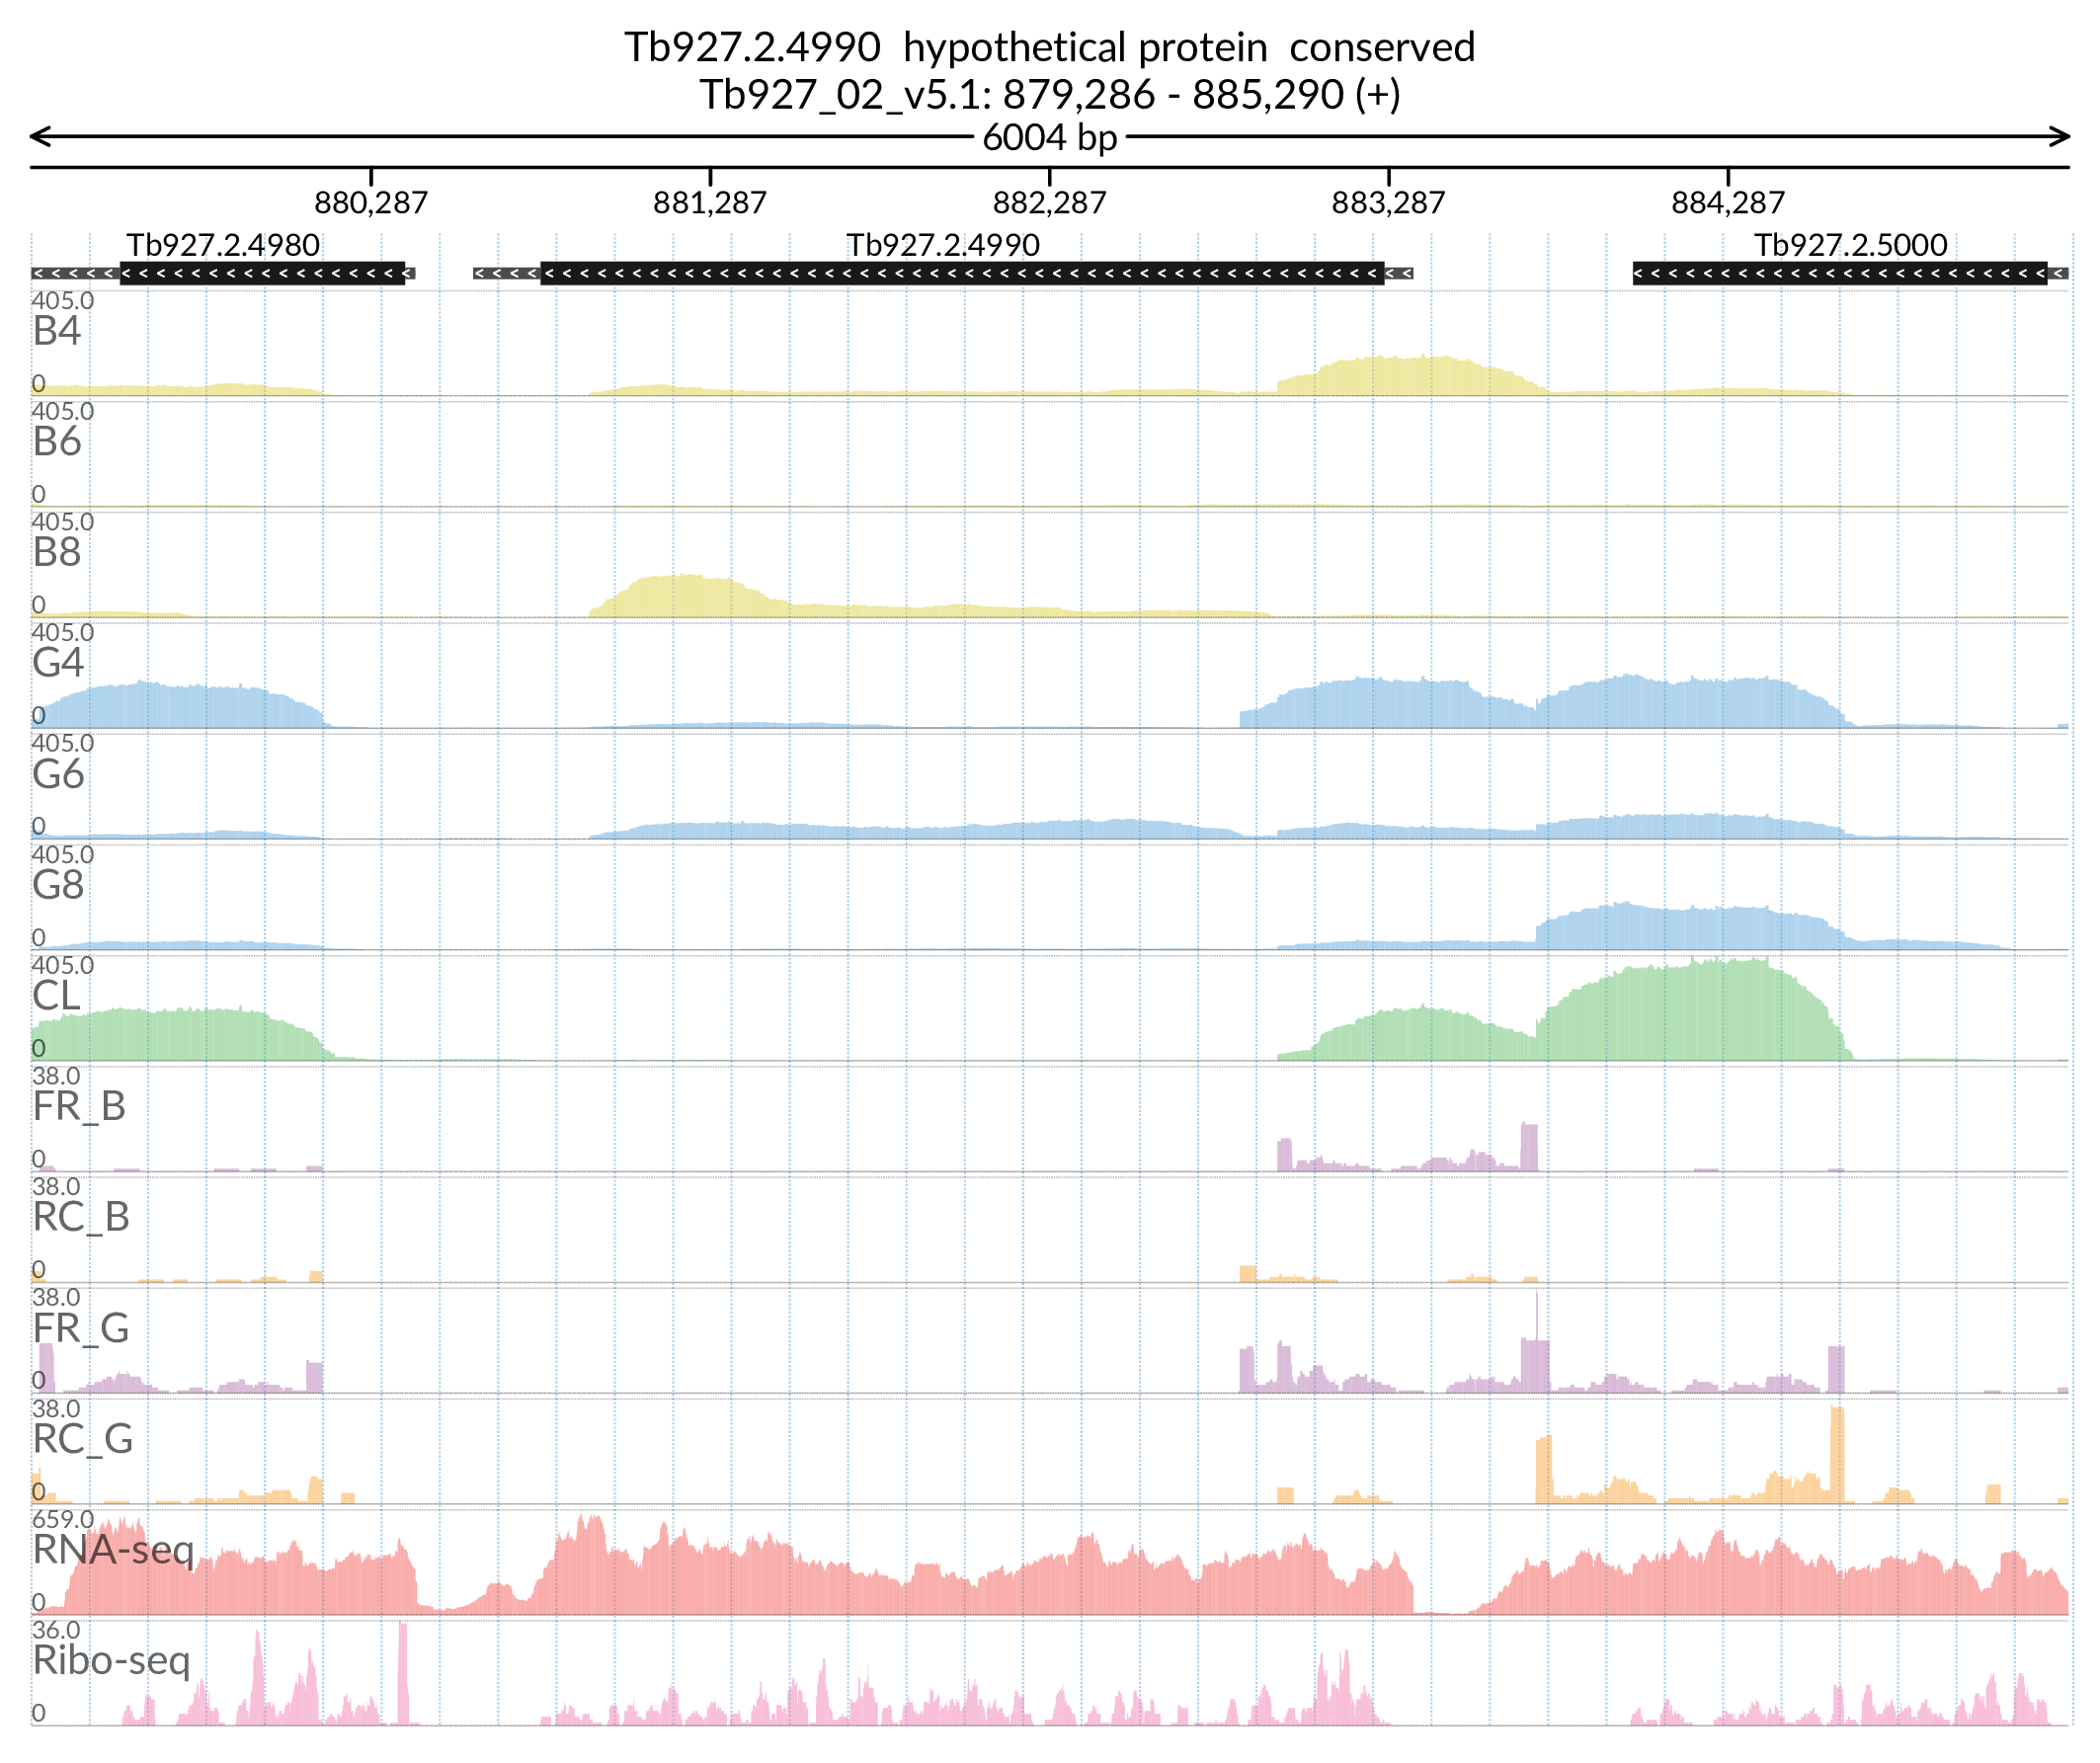 Tb927.2.4990  hypothetical protein  conserved
Tb927_02_v5.1: 879,286 - 885,290 (+)
6004 bp
880,287 881,287 882,287 883,287 884,287
Tb927.2.4980 Tb927.2.4990 Tb927.2.5000
405.0
B4
0
405.0
B6
0
405.0
B8
0
405.0
G4
0
405.0
G6
0
405.0
G8
0
405.0
CL
0
38.0
FR_B
0
38.0
RC_B
0
38.0
FR_G
0
38.0
RC_G
0
659.0
RNA-seq
0
36.0
Ribo-seq
0